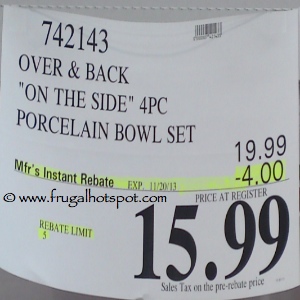 742143
OVER & BACK
"ON THE SIDE" 4PC
PORCELAIN BOWL SET
19.99
Mfr's Instant Rebate EXP. 11/20/13 -4.00
PRICE AT REGISTER
© www.frugalhotspot.com
15.99
REBATE LIMIT
5
Sales Tax on the pre-rebate price